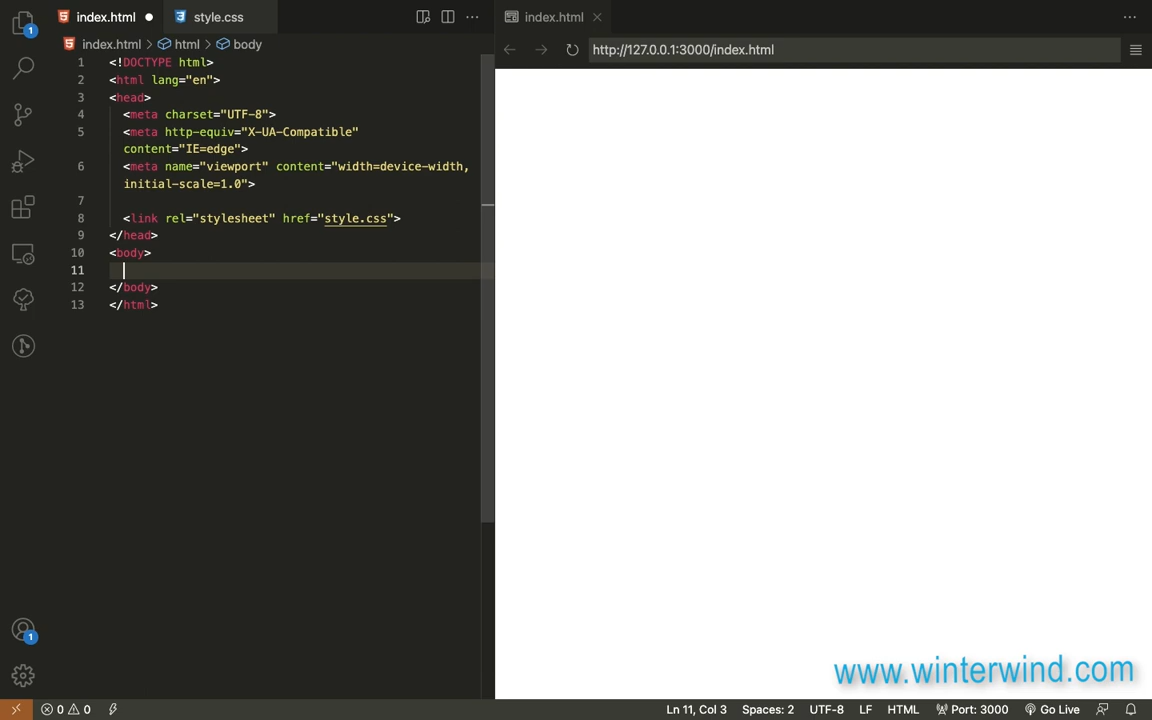 index.html
style.css
index.html
index.html > html > body
http://127.0.0.1:3000/index.html
1 <!DOCTYPE html>
2 <html lang="en">
3 <head>
4 <meta charset="UTF-8">
5 <meta http-equiv="X-UA-Compatible"
content="IE=edge">
6 <meta name="viewport" content="width=device-width,
initial-scale=1.0">
7
8 <link rel="stylesheet" href="style.css">
9 </head>
10 <body>
11
12 </body>
13 </html>
1
1
www.winterwind.com
0 0
Ln 11, Col 3
Spaces: 2
UTF-8
LF
HTML
Port: 3000
Go Live